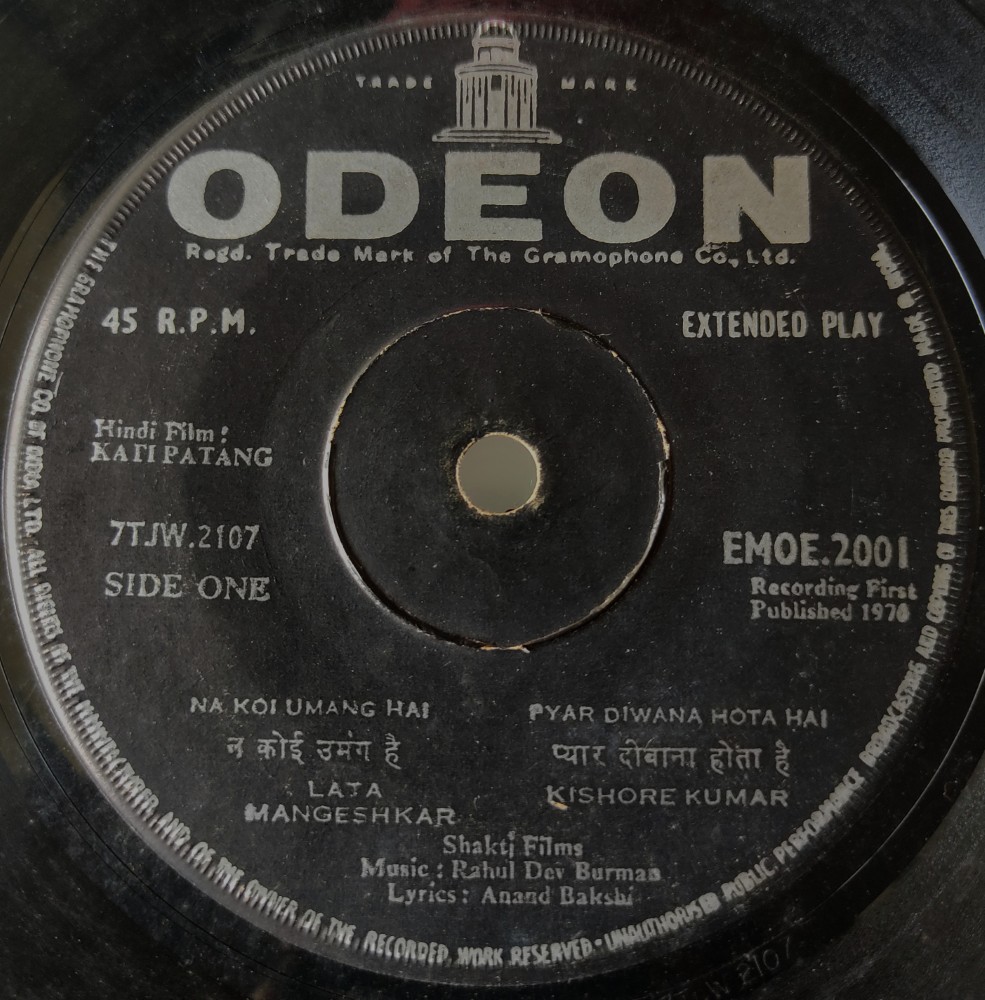 TRADE MARK
ODEON
Regd. Trade Mark of The Gramophone Co., Ltd.
45 R.P.M.
EXTENDED PLAY
Hindi Film:
KATI PATANG
7TJW.2107
SIDE ONE
EMOE.2001
Recording First
Published 1970
NA KOI UMANG HAI
न कोई उमंग है
LATA
MANGESHKAR
PYAR DIWANA HOTA HAI
प्यार दीवाना होता है
KISHORE KUMAR
Shakti Films
Music: Rahul Dev Burman
Lyrics: Anand Bakshi
THE GRAMOPHONE CO. OF INDIA LTD. ALL RIGHTS OF THE MANUFACTURER AND OF THE OWNER OF THE RECORDED WORK RESERVED - UNAUTHORISED PUBLIC PERFORMANCE BROADCASTING AND COPYING OF THIS RECORD PROHIBITED MADE
2107